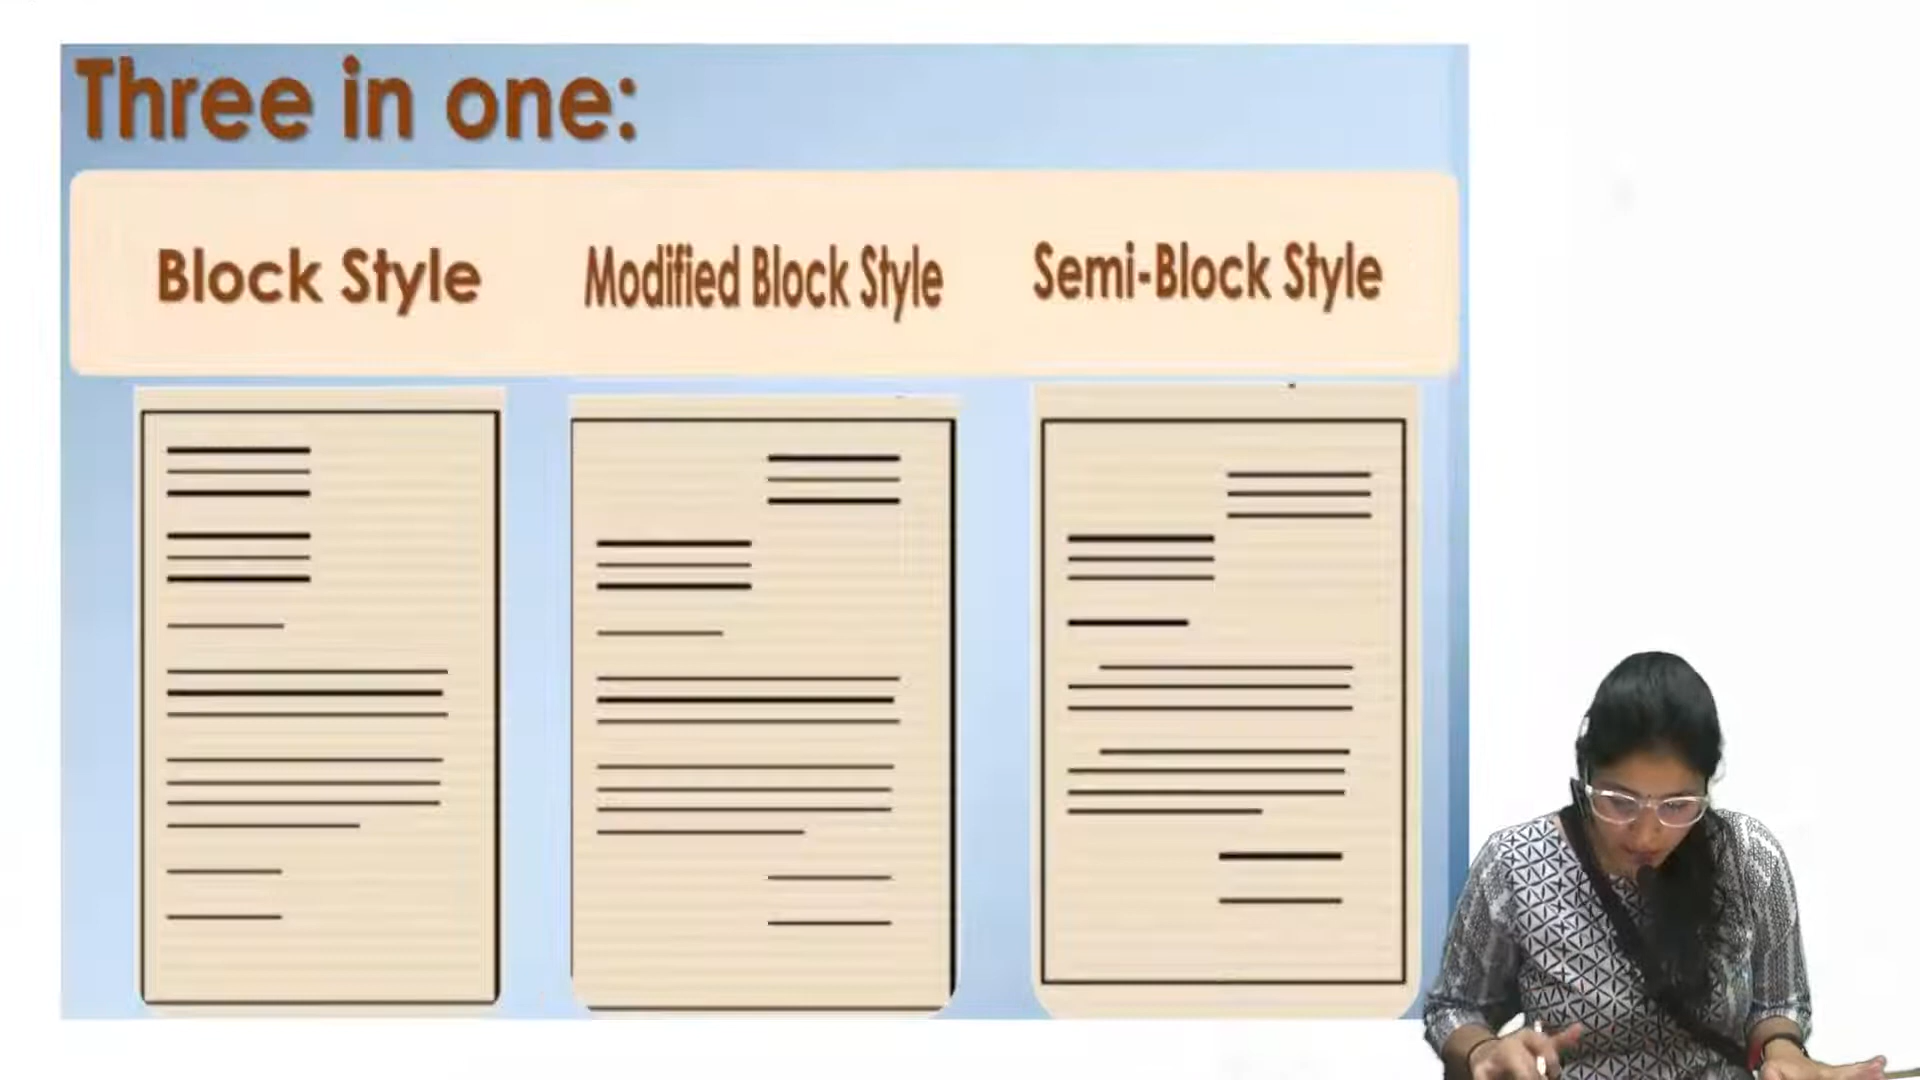 Three in one:
Block Style
Modified Block Style
Semi-Block Style